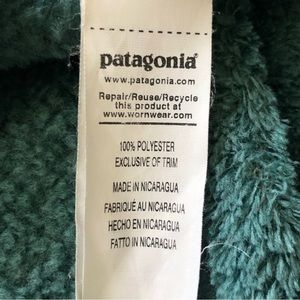 patagonia®
www.patagonia.com
Repair/Reuse/Recycle
this product at
www.wornwear.com
100% POLYESTER
EXCLUSIVE OF TRIM
MADE IN NICARAGUA
FABRIQUÉ AU NICARAGUA
HECHO EN NICARAGUA
FATTO IN NICARAGUA